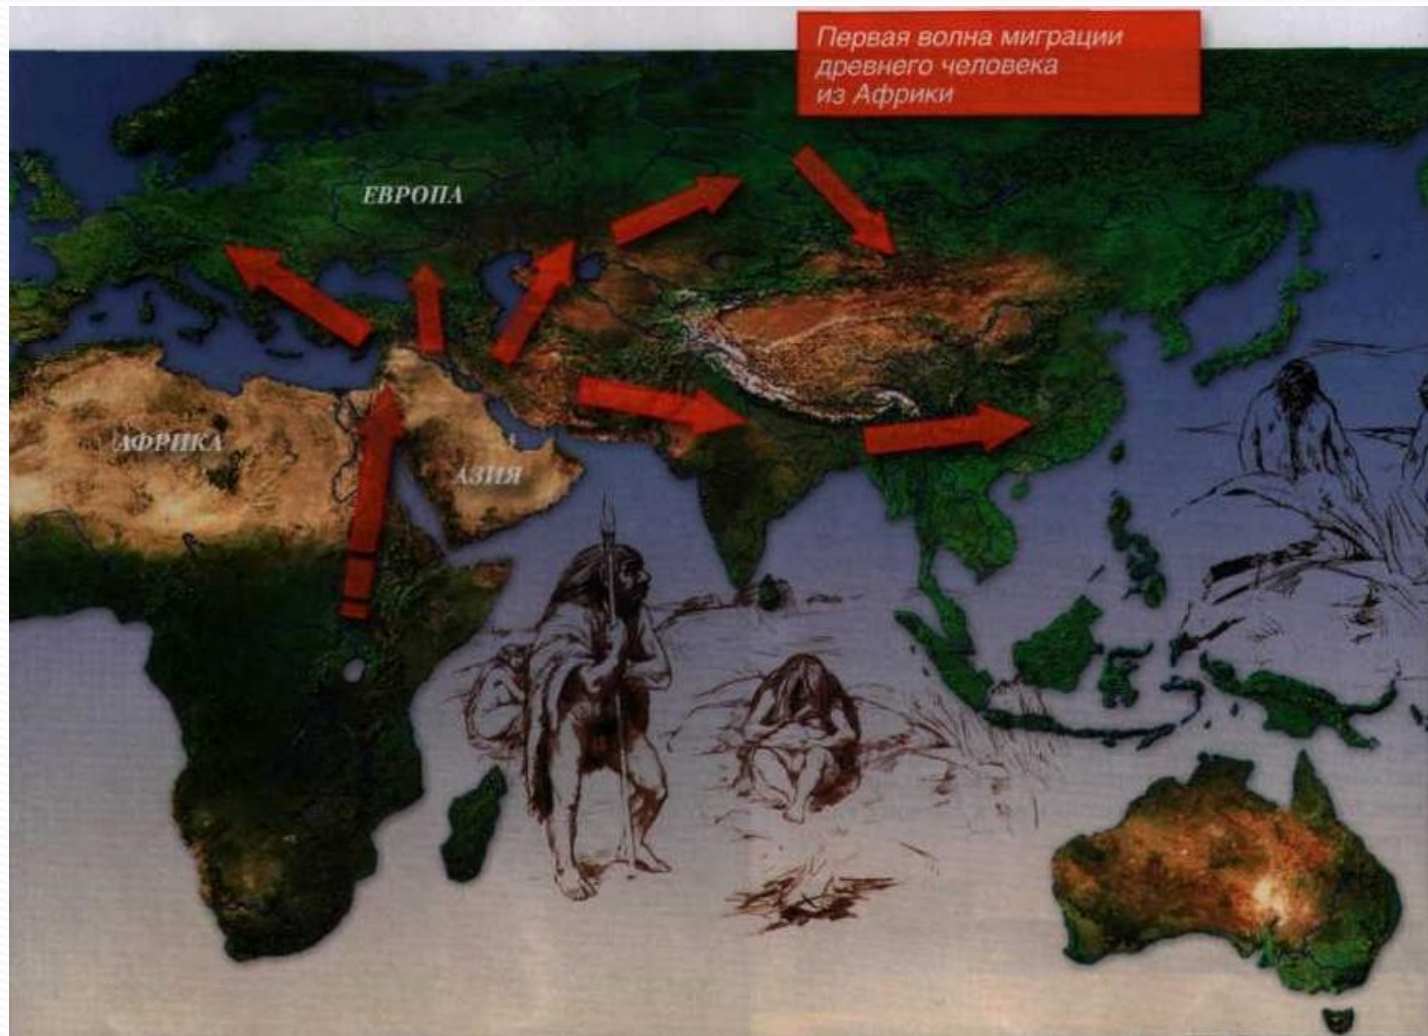 Первая волна миграции
древнего человека
из Африки
ЕВРОПА
АФРИКА
АЗИЯ